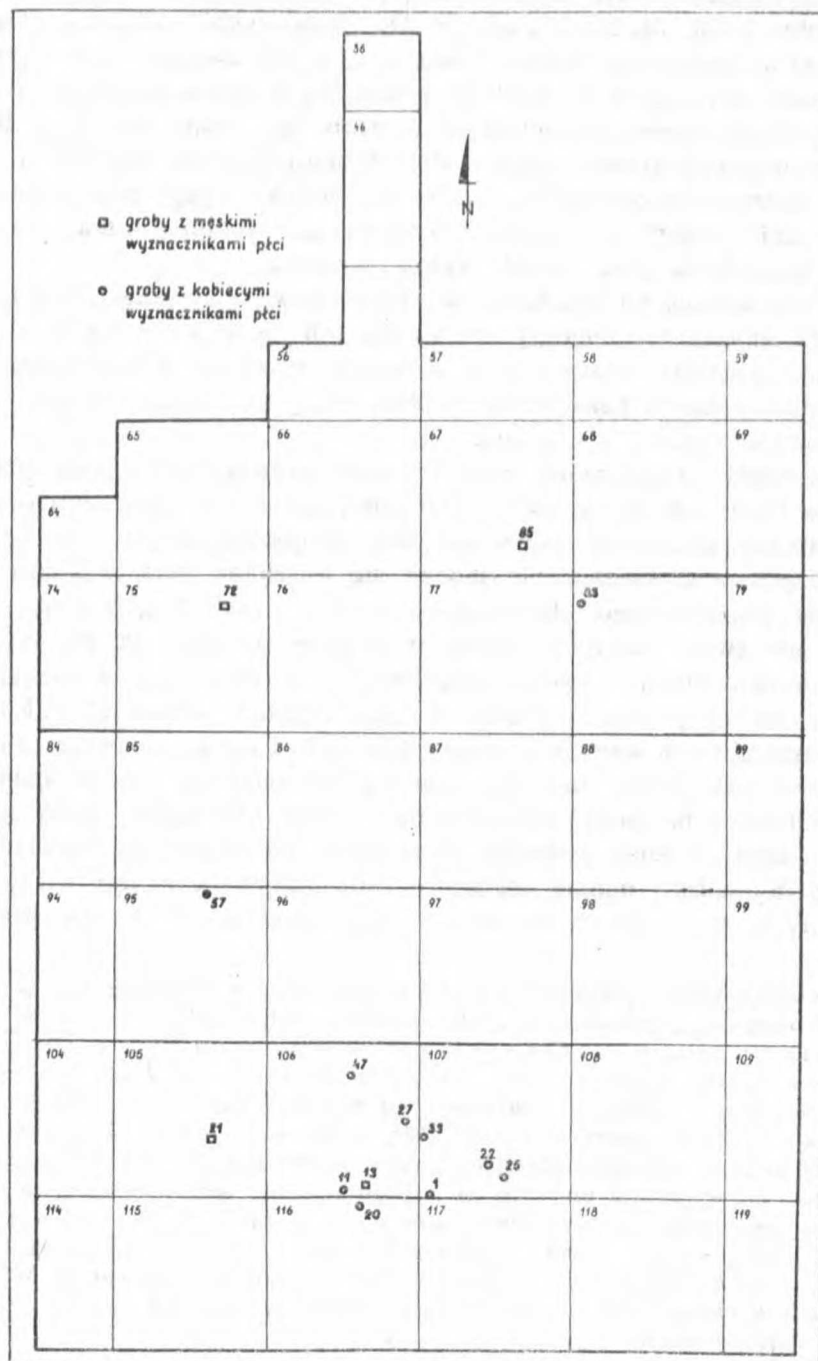 36
46
N
groby z męskimi
wyznacznikami płci
groby z kobiecymi
wyznacznikami płci
56 57 58 59
65 66 67 68 69
64
85
74 75 72 76 77 83 79
84 85 86 87 88 89
94 95 57 96 97 98 99
104 105 106 107 108 109
47
27
21 33
22 25
11 13 1
114 115 116 20 117 118 119